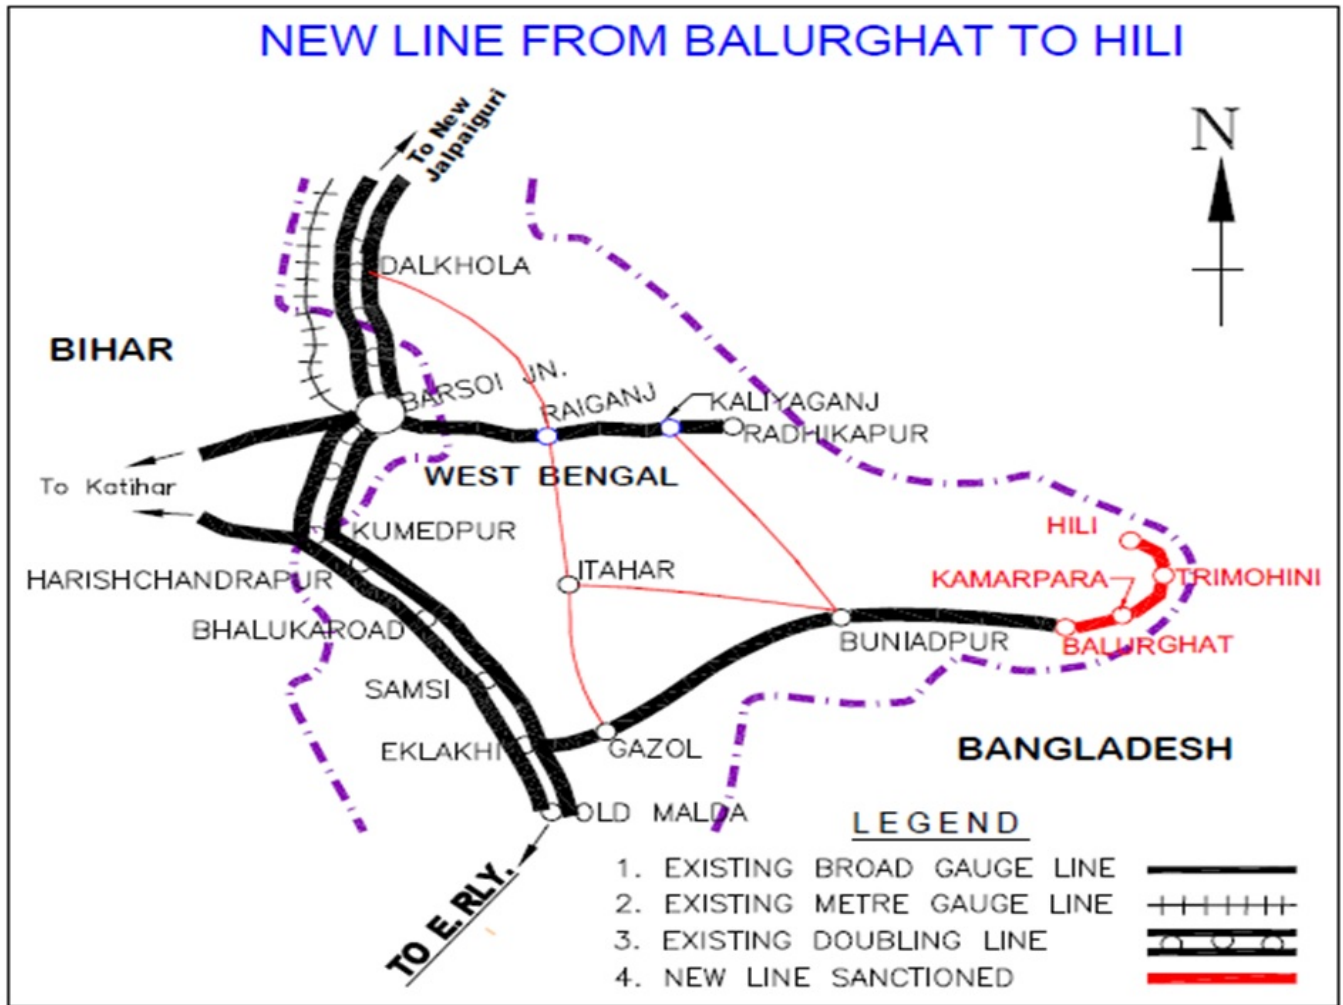 NEW LINE FROM BALURGHAT TO HILI
To New
Jalpaiguri
N
DALKHOLA
BIHAR
BARSOI JN.
RAIGANJ
KALIYAGANJ
RADHIKAPUR
WEST BENGAL
To Katihar
KUMEDPUR
HILI
HARISHCHANDRAPUR
ITAHAR
KAMARPARA
TRIMOHINI
BHALUKAROAD
BUNIADPUR
BALURGHAT
SAMSI
EKLAKHI
GAZOL
BANGLADESH
OLD MALDA
TO E. RLY.
LEGEND
1. EXISTING BROAD GAUGE LINE
2. EXISTING METRE GAUGE LINE
3. EXISTING DOUBLING LINE
4. NEW LINE SANCTIONED